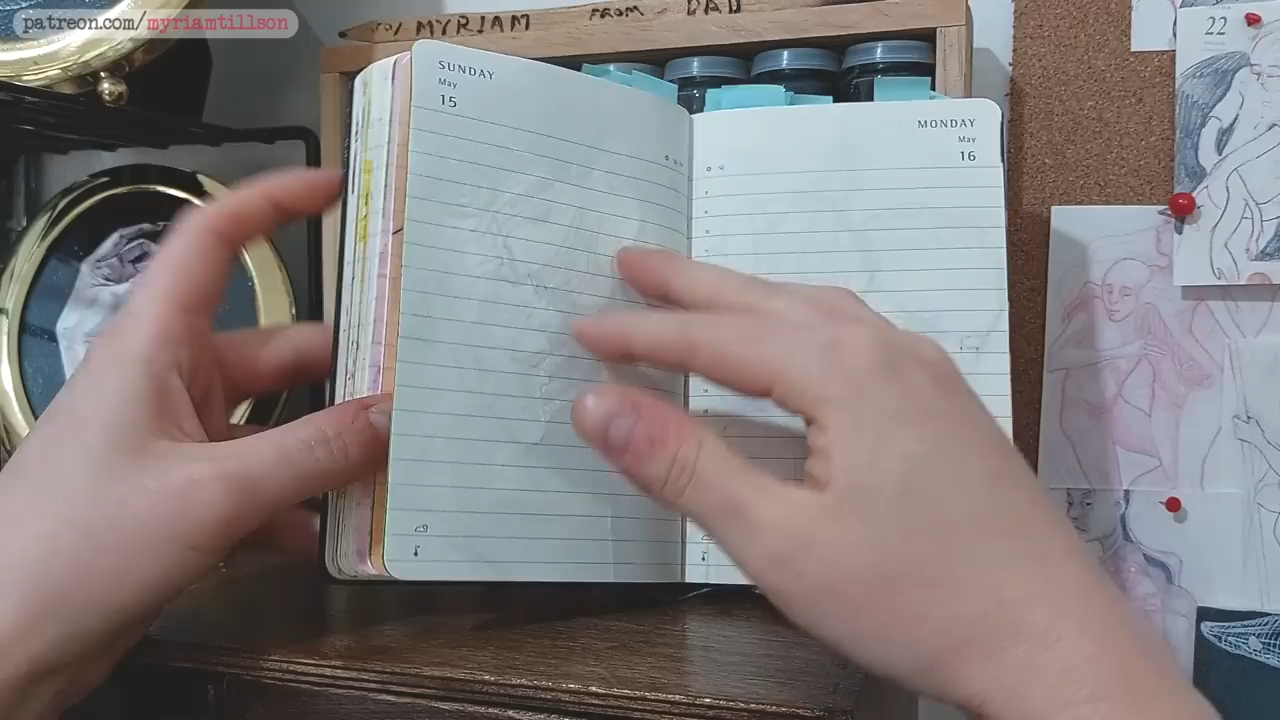 patreon.com/myriamtillson
TO/ MYRIAM FROM - DAD
SUNDAY
May
15
MONDAY
May
16
22